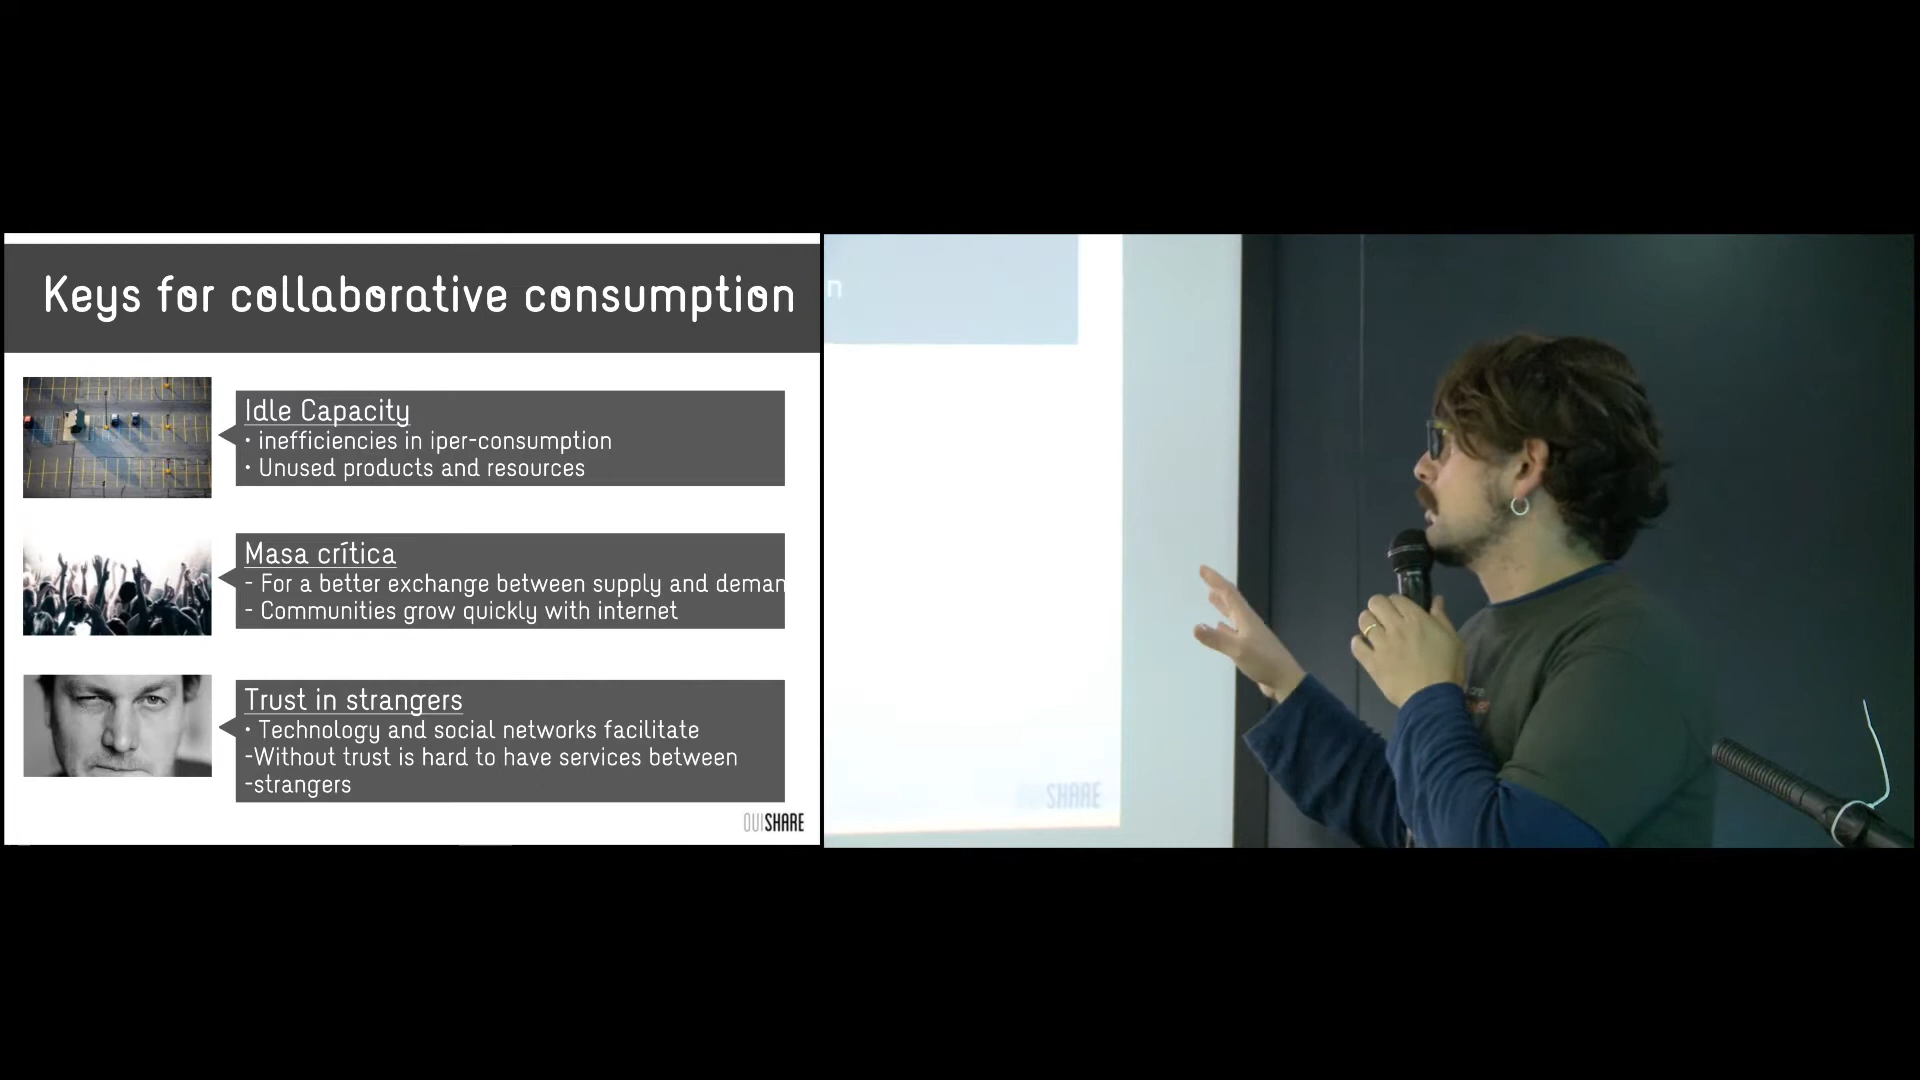 Keys for collaborative consumption
Idle Capacity
• inefficiencies in iper-consumption
• Unused products and resources
Masa crítica
- For a better exchange between supply and deman
- Communities grow quickly with internet
Trust in strangers
• Technology and social networks facilitate
-Without trust is hard to have services between
-strangers
OUISHARE
n
SHARE